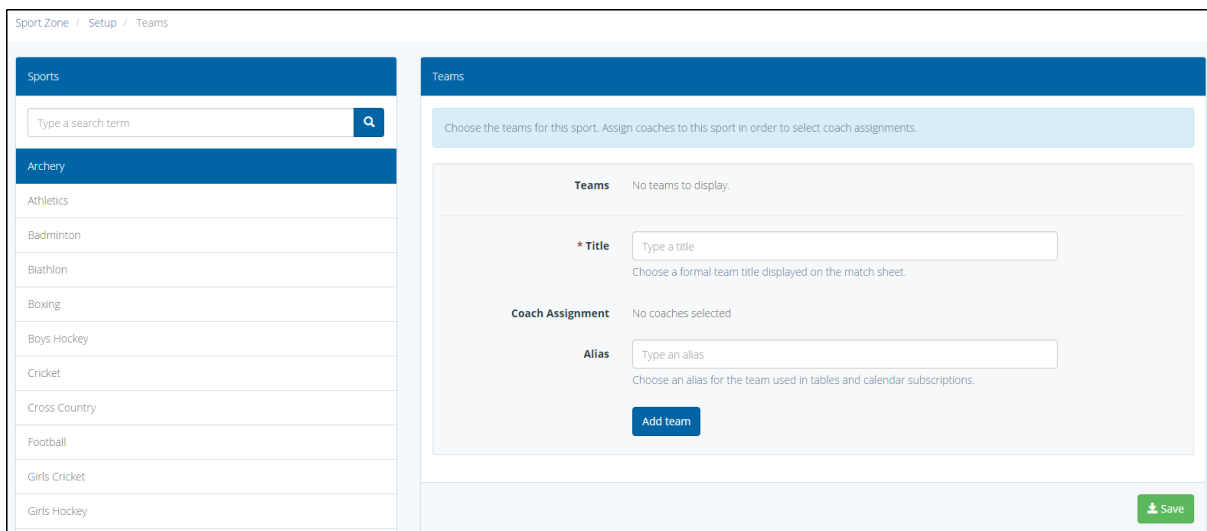 Sport Zone / Setup / Teams
Sports
Type a search term
Archery
Athletics
Badminton
Biathlon
Boxing
Boys Hockey
Cricket
Cross Country
Football
Girls Cricket
Girls Hockey
Teams
Choose the teams for this sport. Assign coaches to this sport in order to select coach assignments.
Teams No teams to display.
* Title Type a title
Choose a formal team title displayed on the match sheet.
Coach Assignment No coaches selected
Alias Type an alias
Choose an alias for the team used in tables and calendar subscriptions.
Add team
Save